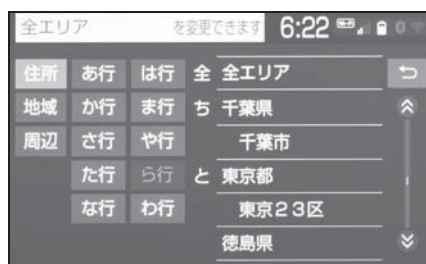 全エリア を変更できます 6:22
住所 あ行 は行 全 全エリア
地域 か行 ま行 ち 千葉県
周辺 さ行 や行 千葉市
た行 ら行 と 東京都
な行 わ行 東京23区
徳島県